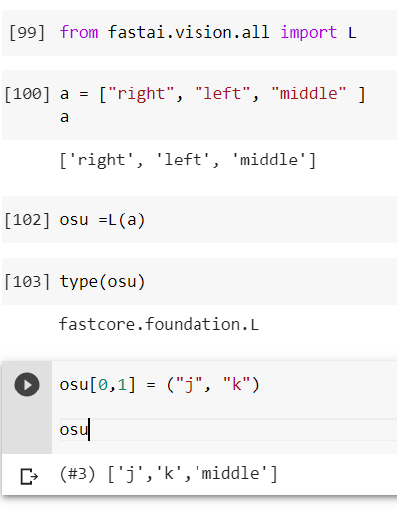 [99] from fastai.vision.all import L
[100] a = ["right", "left", "middle" ]
a
['right', 'left', 'middle']
[102] osu =L(a)
[103] type(osu)
fastcore.foundation.L
osu[0,1] = ("j", "k")
osu
(#3) ['j','k','middle']